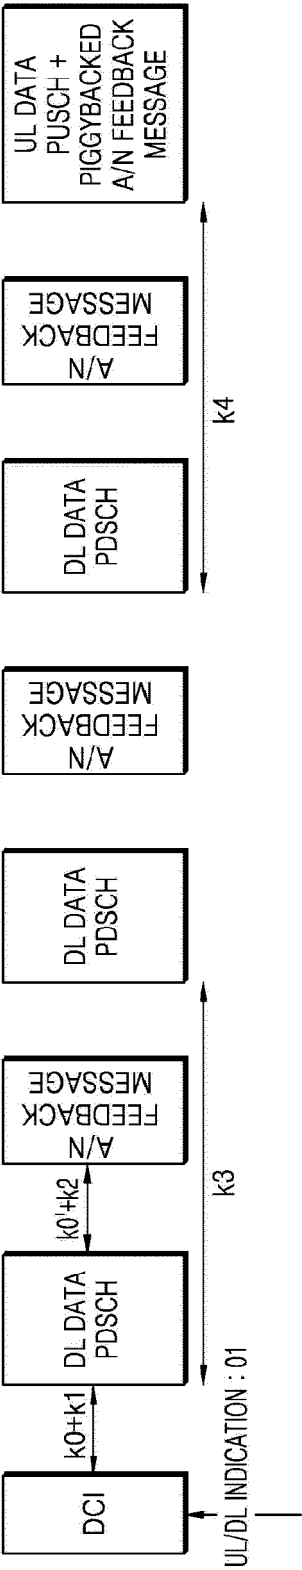 DCI
k0+k1
DL DATA
PDSCH
k0'+k2
A/N
FEEDBACK
MESSAGE
DL DATA
PDSCH
A/N
FEEDBACK
MESSAGE
DL DATA
PDSCH
A/N
FEEDBACK
MESSAGE
UL DATA
PUSCH +
PIGGYBACKED
A/N FEEDBACK
MESSAGE
k3
k4
UL/DL INDICATION : 01